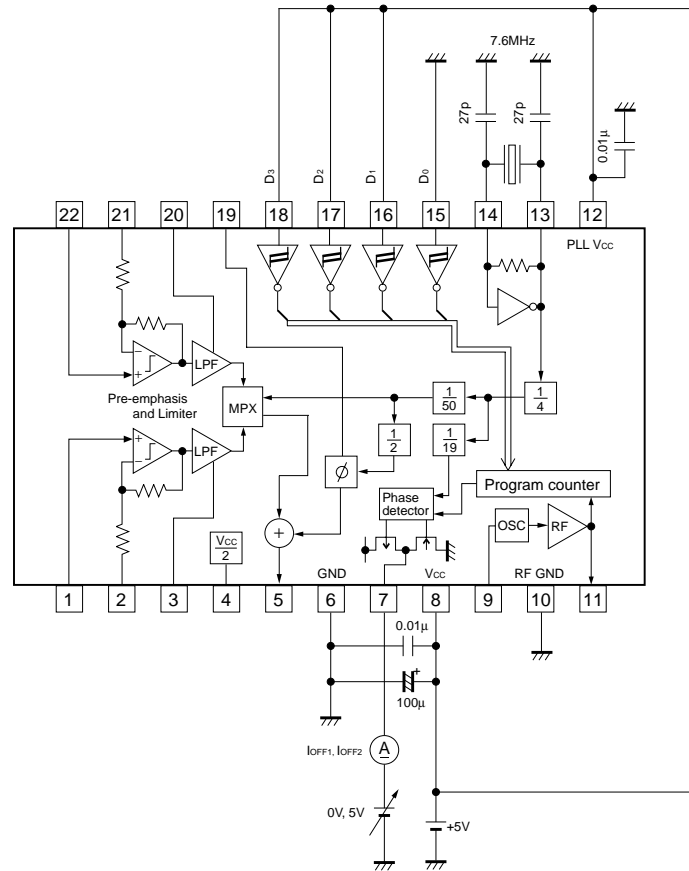 7.6MHz
27p
27p
0.01μ
D3
D2
D1
D0
22
21
20
19
18
17
16
15
14
13
12
PLL VCC
LPF
Pre-emphasis
and Limiter
MPX
1/50
1/4
1/2
1/19
LPF
ϕ
Phase
detector
Program counter
OSC
RF
VCC/2
+
GND
VCC
RF GND
1
2
3
4
5
6
7
8
9
10
11
0.01μ
+
100μ
IOFF1, IOFF2
A
0V, 5V
+5V